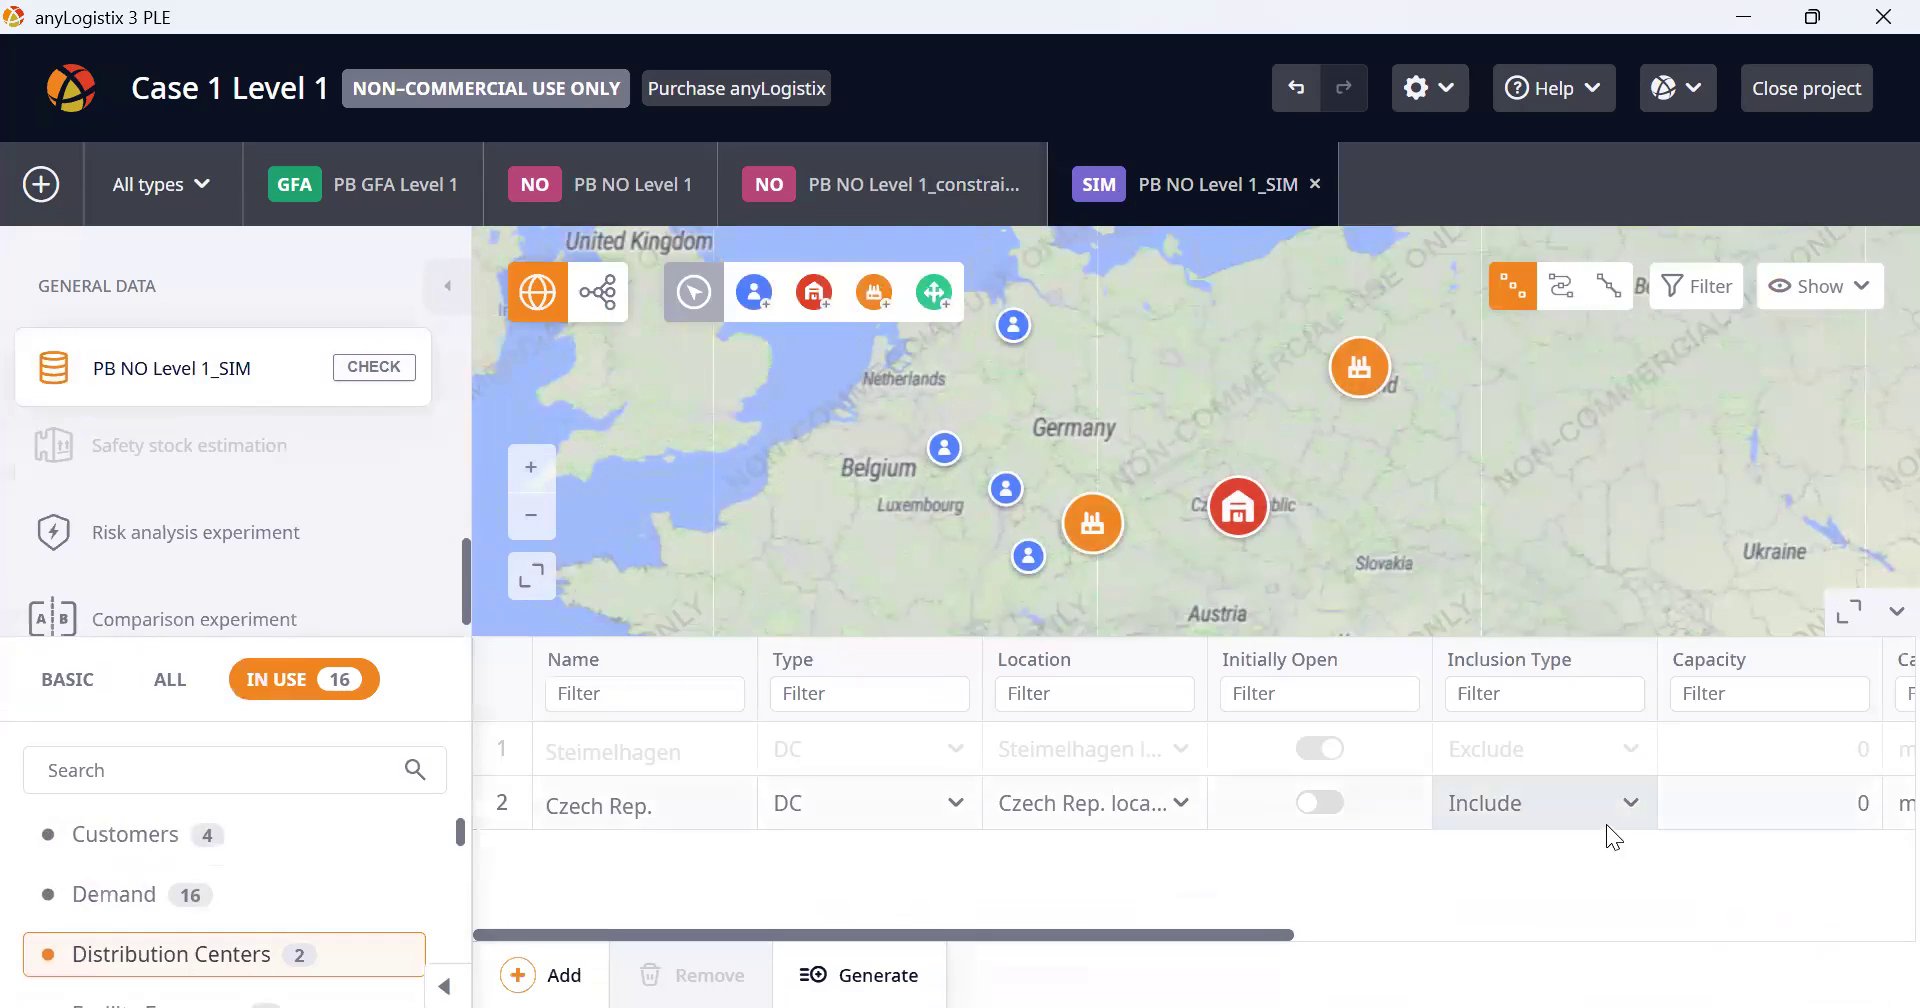 anyLogistix 3 PLE
Case 1 Level 1
NON-COMMERCIAL USE ONLY
Purchase anyLogistix
Help
Close project
All types
GFA PB GFA Level 1
NO PB NO Level 1
NO PB NO Level 1_constrai...
SIM PB NO Level 1_SIM
GENERAL DATA
PB NO Level 1_SIM
CHECK
Safety stock estimation
Risk analysis experiment
A B Comparison experiment
United Kingdom
Filter
Show
Netherlands
Germany
Belgium
Luxembourg
Slovakia
Ukraine
Austria
NON-COMMERCIAL USE ONLY
BASIC
ALL
IN USE 16
Search
Customers 4
Demand 16
Distribution Centers 2
Name Type Location Initially Open Inclusion Type Capacity
Filter Filter Filter Filter Filter Filter
1 Steimelhagen DC Steimelhagen l... Exclude 0
2 Czech Rep. DC Czech Rep. loca... Include 0
Add
Remove
Generate